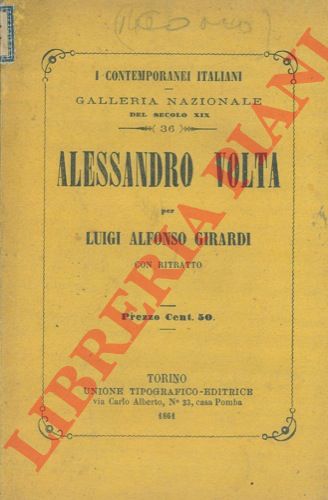 I CONTEMPORANEI ITALIANI
GALLERIA NAZIONALE
DEL SECOLO XIX
36
ALESSANDRO VOLTA
per
LUIGI ALFONSO GIRARDI
CON RITRATTO
Prezzo Cent. 50.
TORINO
UNIONE TIPOGRAFICO-EDITRICE
via Carlo Alberto, Nº 33, casa Pomba
1861
LIBRERIA PIANI